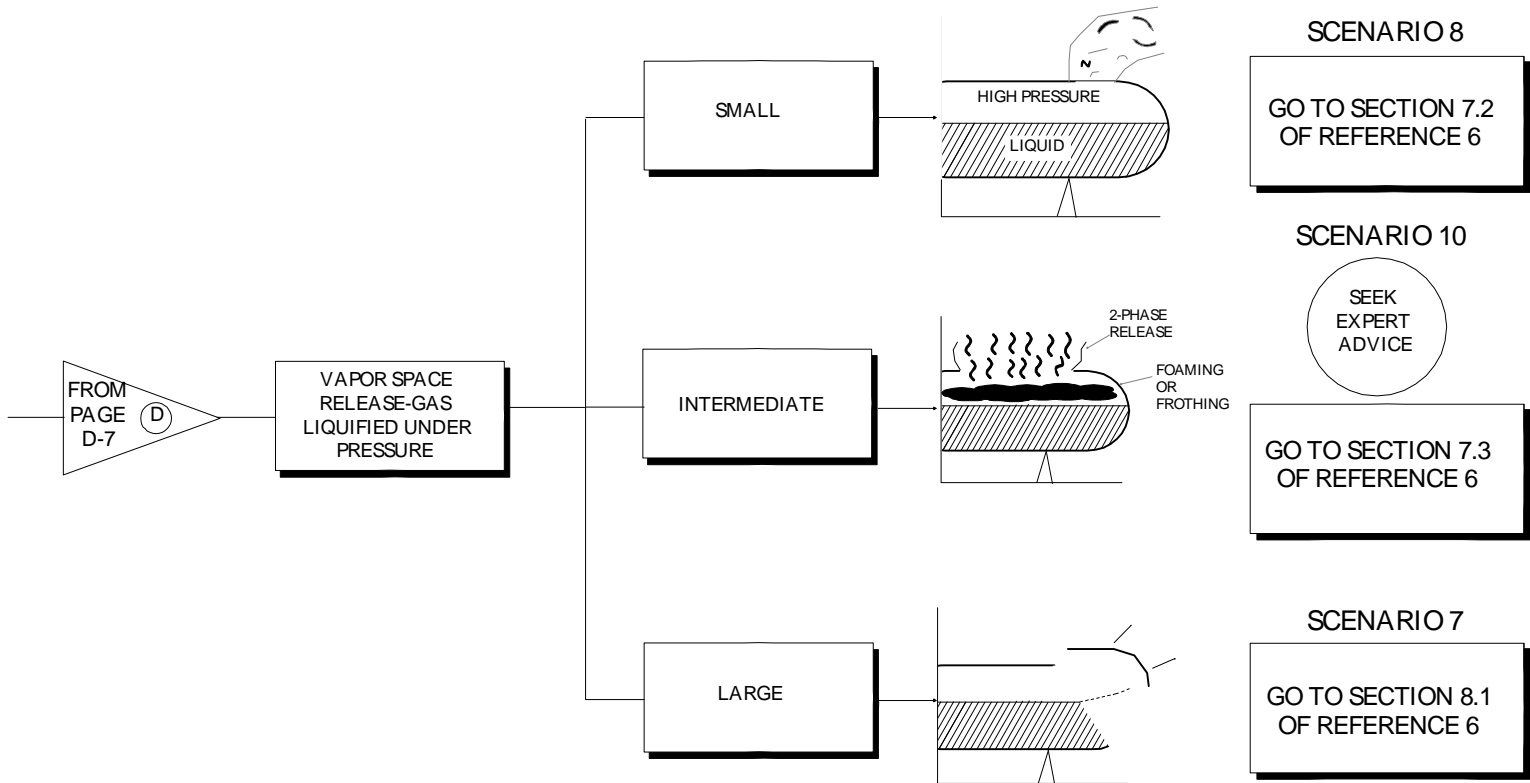 FROM
PAGE
D-7
D
VAPOR SPACE
RELEASE-GAS
LIQUIFIED UNDER
PRESSURE
SMALL
HIGH PRESSURE
LIQUID
SCENARIO 8
GO TO SECTION 7.2
OF REFERENCE 6
INTERMEDIATE
2-PHASE
RELEASE
FOAMING
OR
FROTHING
SCENARIO 10
SEEK
EXPERT
ADVICE
GO TO SECTION 7.3
OF REFERENCE 6
LARGE
SCENARIO 7
GO TO SECTION 8.1
OF REFERENCE 6